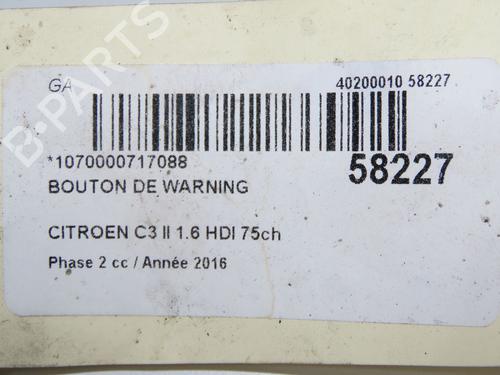 GA
40200010 58227
*1070000717088
58227
BOUTON DE WARNING
CITROEN C3 II 1.6 HDI 75ch
Phase 2 cc / Année 2016
B-PARTS